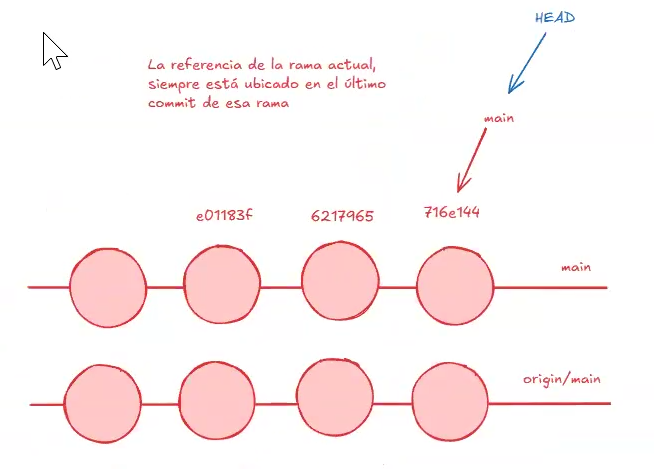 HEAD
La referencia de la rama actual,
siempre está ubicado en el último
commit de esa rama
main
e01183f
6217965
716e144
main
origin/main